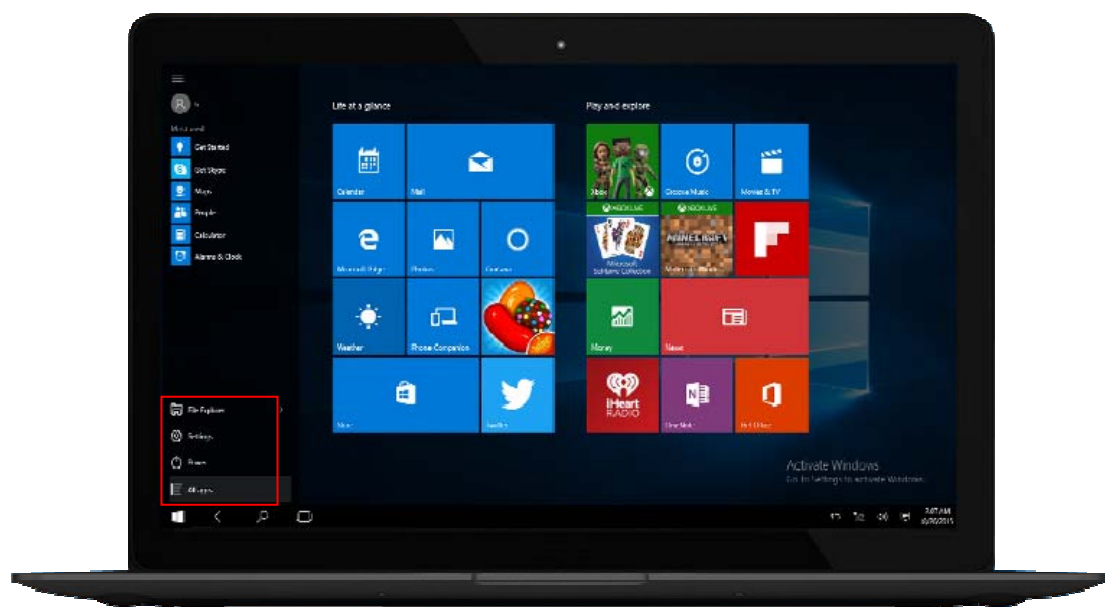 R
Life at a glance
Play and explore
Most used
Get Started
Get Skype
Maps
People
Calculator
Alarms & Clock
Calendar
Mail
Xbox
Groove Music
Movies & TV
XBOX LIVE
XBOX LIVE
MINECRAFT
Microsoft
Solitaire Collection
e
Microsoft Edge
Photos
Cortana
Weather
Phone Companion
Money
News
iHeart
RADIO
N
Store
Twitter
OneNote
Get Office
File Explorer
Settings
Power
All apps
Activate Windows
Go to Settings to activate Windows.